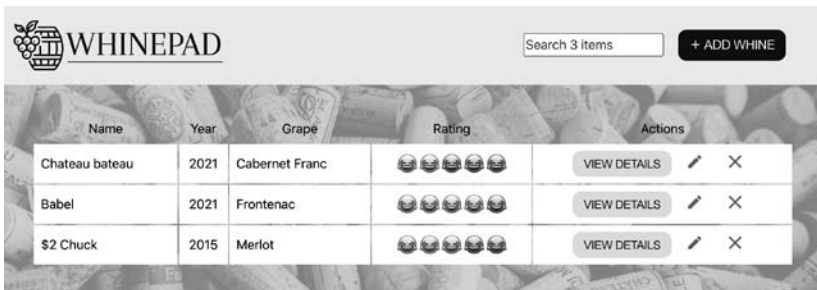 WHINEPAD
Search 3 items
+ ADD WHINE
Name Year Grape Rating Actions
Chateau bateau 2021 Cabernet Franc VIEW DETAILS
Babel 2021 Frontenac VIEW DETAILS
$2 Chuck 2015 Merlot VIEW DETAILS